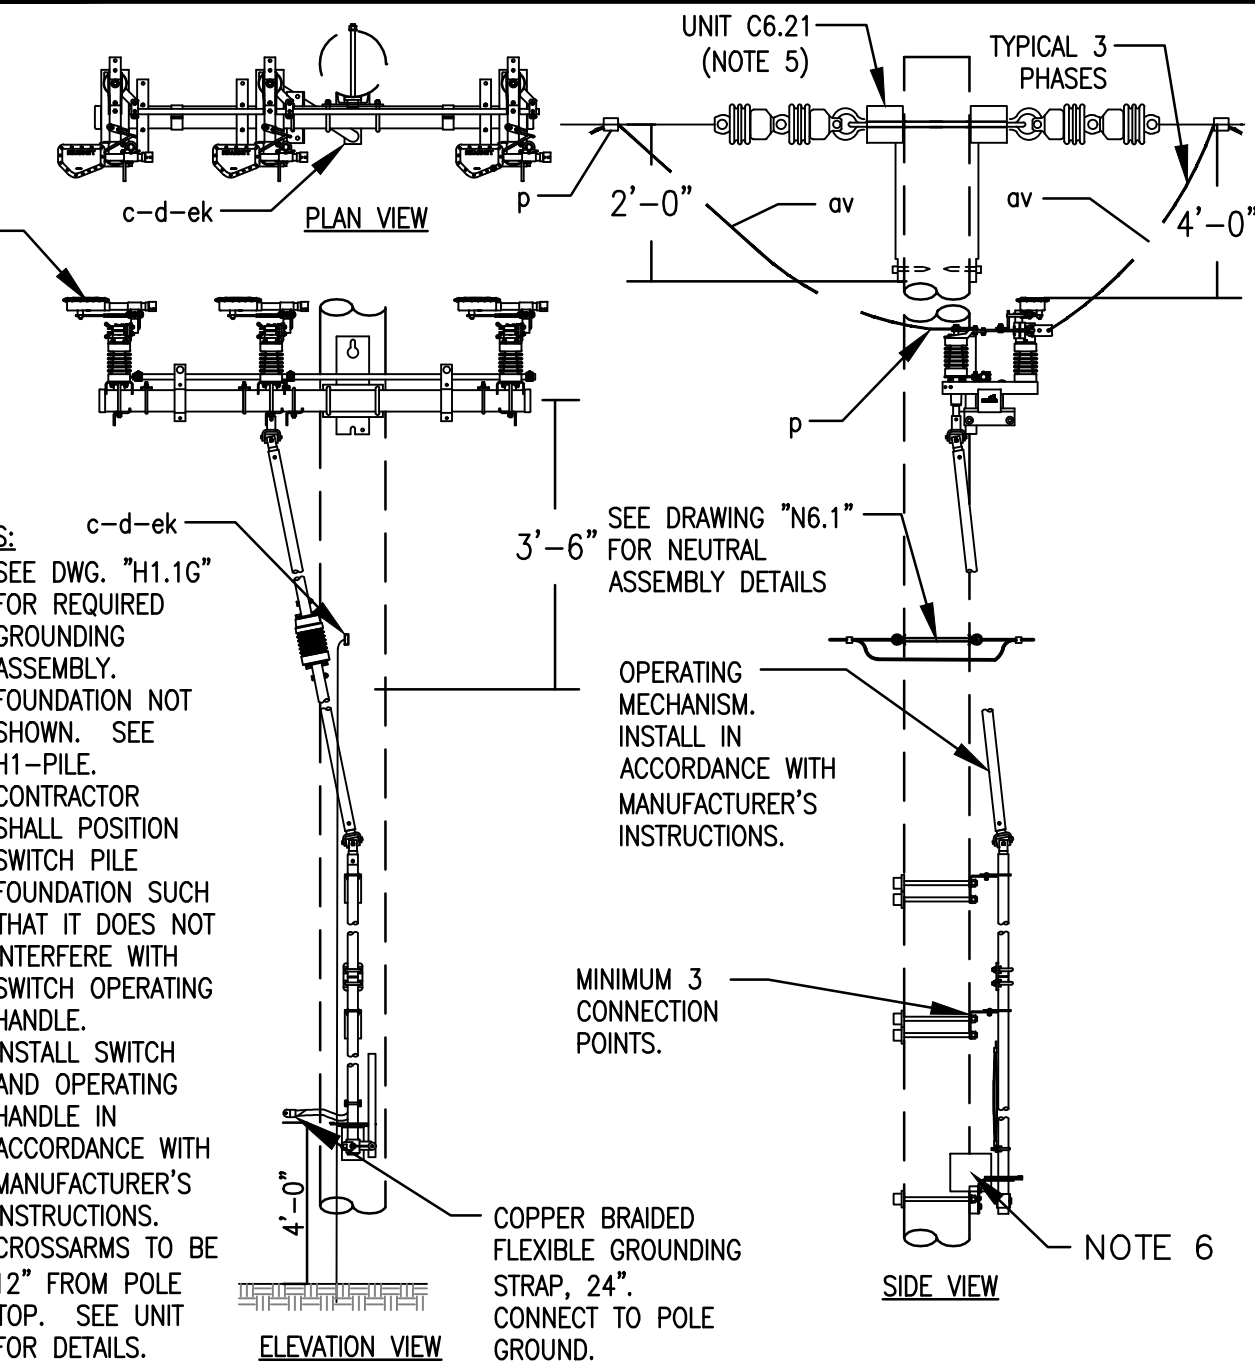 UNIT C6.21
(NOTE 5)
TYPICAL 3
PHASES
c-d-ek
PLAN VIEW
p
2'-0"
av
av
4'-0"
p
c-d-ek
3'-6"
SEE DRAWING "N6.1"
FOR NEUTRAL
ASSEMBLY DETAILS
S:
SEE DWG. "H1.1G"
FOR REQUIRED
GROUNDING
ASSEMBLY.
FOUNDATION NOT
SHOWN. SEE
H1-PILE.
CONTRACTOR
SHALL POSITION
SWITCH PILE
FOUNDATION SUCH
THAT IT DOES NOT
INTERFERE WITH
SWITCH OPERATING
HANDLE.
INSTALL SWITCH
AND OPERATING
HANDLE IN
ACCORDANCE WITH
MANUFACTURER'S
INSTRUCTIONS.
CROSSARMS TO BE
12" FROM POLE
TOP. SEE UNIT
FOR DETAILS.
OPERATING
MECHANISM.
INSTALL IN
ACCORDANCE WITH
MANUFACTURER'S
INSTRUCTIONS.
MINIMUM 3
CONNECTION
POINTS.
4'-0"
COPPER BRAIDED
FLEXIBLE GROUNDING
STRAP, 24".
CONNECT TO POLE
GROUND.
ELEVATION VIEW
NOTE 6
SIDE VIEW